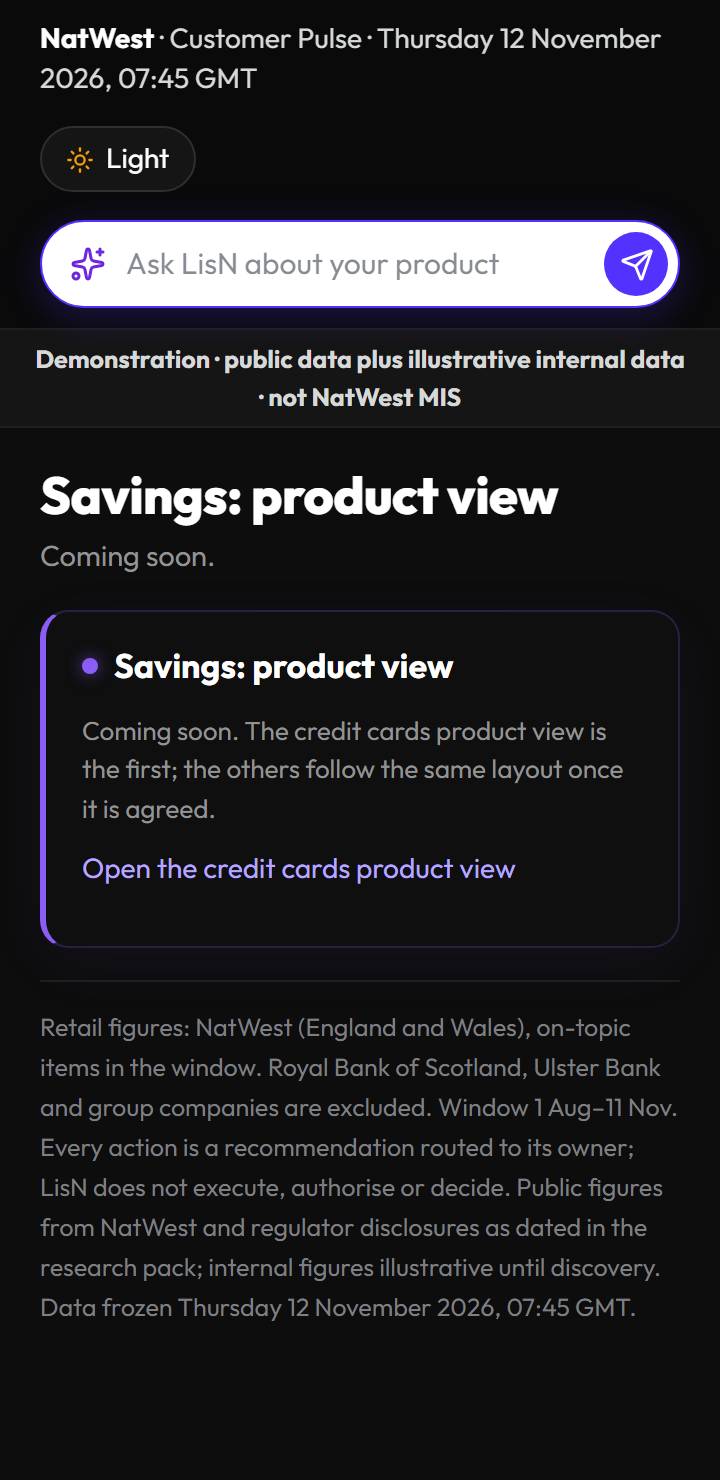 NatWest · Customer Pulse · Thursday 12 November
2026, 07:45 GMT
Light
Ask LisN about your product
Demonstration · public data plus illustrative internal data
· not NatWest MIS
Savings: product view
Coming soon.
Savings: product view
Coming soon. The credit cards product view is
the first; the others follow the same layout once
it is agreed.
Open the credit cards product view
Retail figures: NatWest (England and Wales), on-topic
items in the window. Royal Bank of Scotland, Ulster Bank
and group companies are excluded. Window 1 Aug–11 Nov.
Every action is a recommendation routed to its owner;
LisN does not execute, authorise or decide. Public figures
from NatWest and regulator disclosures as dated in the
research pack; internal figures illustrative until discovery.
Data frozen Thursday 12 November 2026, 07:45 GMT.